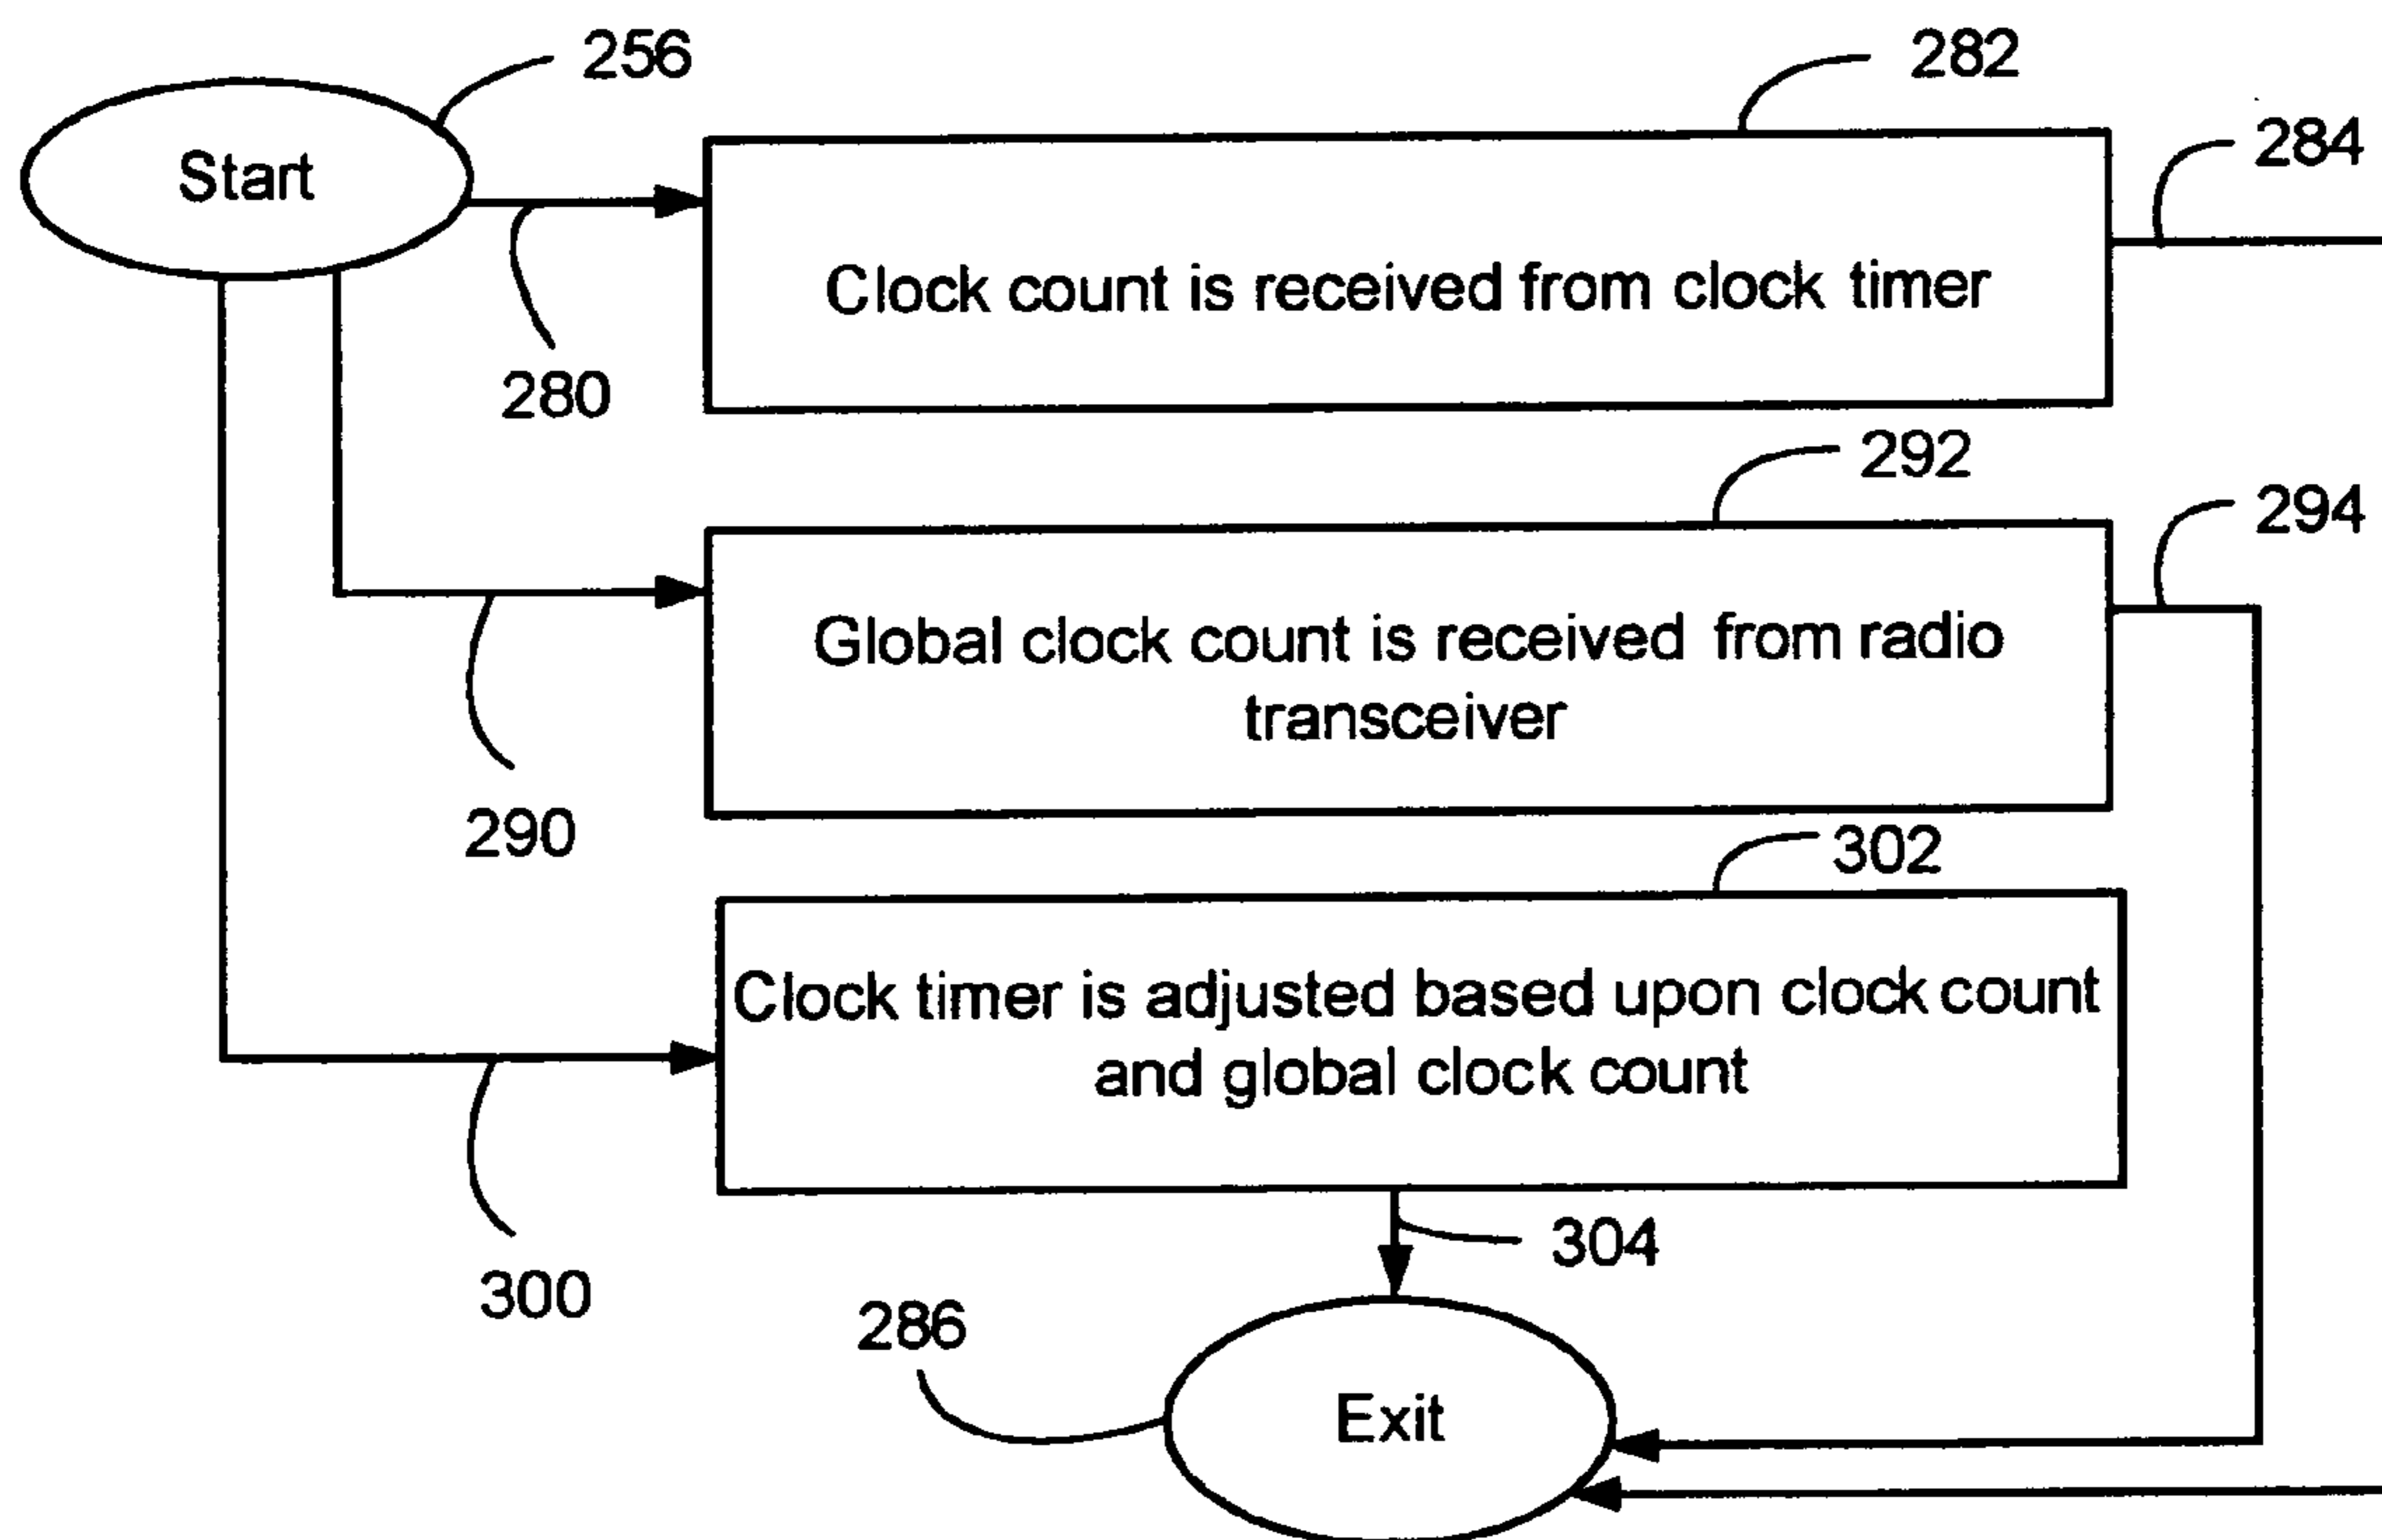 256
Start
282
284
Clock count is received from clock timer
280
292
294
Global clock count is received from radio
transceiver
290
302
Clock timer is adjusted based upon clock count
and global clock count
300
304
286
Exit